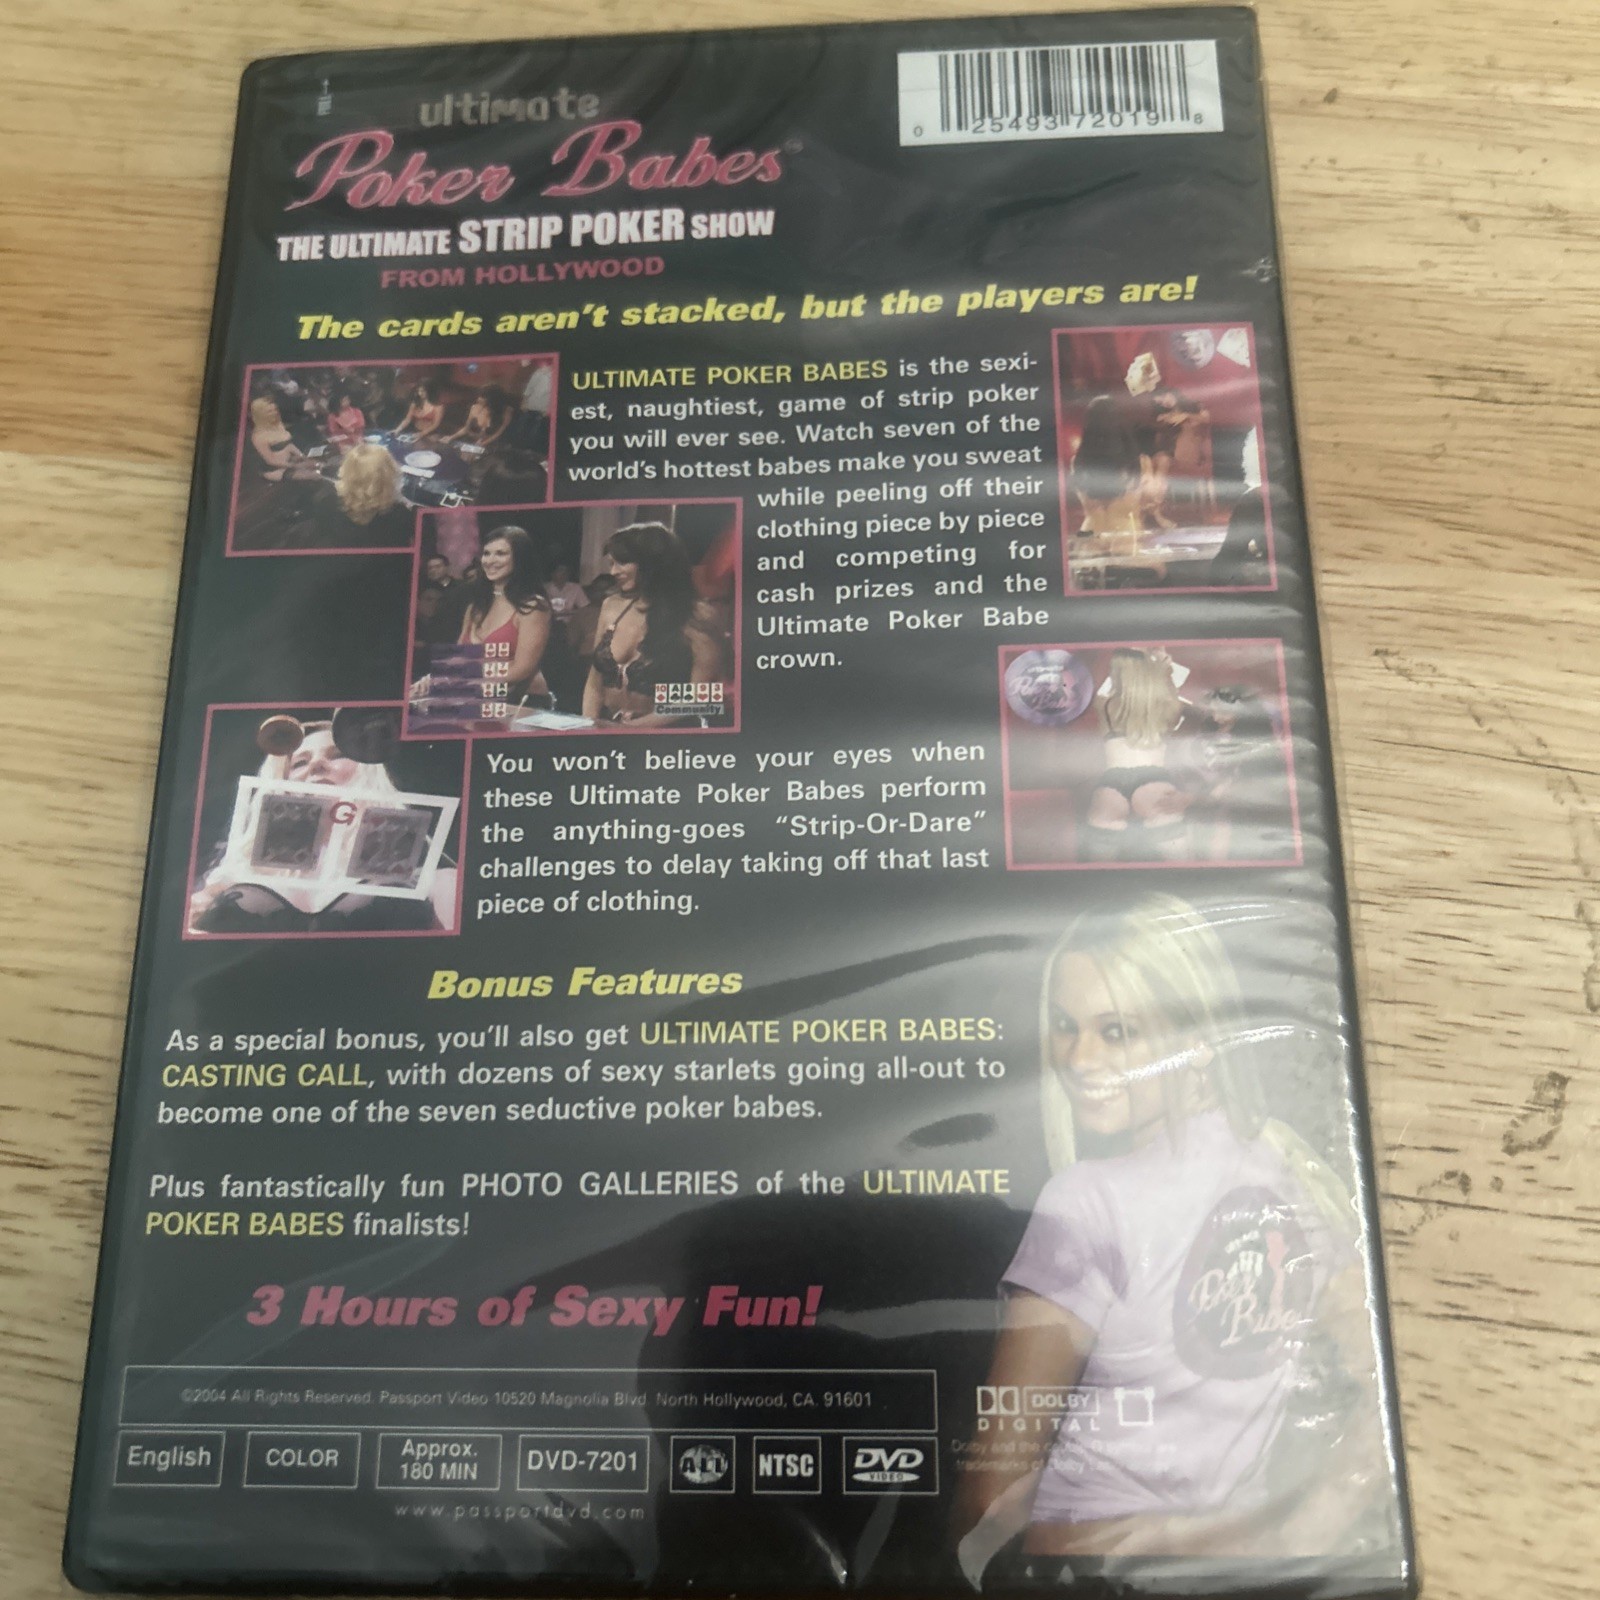 PULL→
0 25493 72019 8
ultimate
Poker Babes™
THE ULTIMATE STRIP POKER SHOW
FROM HOLLYWOOD
The cards aren't stacked, but the players are!
ULTIMATE POKER BABES is the sexi-
est, naughtiest, game of strip poker
you will ever see. Watch seven of the
world's hottest babes make you sweat
while peeling off their
clothing piece by piece
and competing for
cash prizes and the
Ultimate Poker Babe
crown.
Community
You won't believe your eyes when
these Ultimate Poker Babes perform
the anything-goes "Strip-Or-Dare"
challenges to delay taking off that last
piece of clothing.
G
Bonus Features
As a special bonus, you'll also get ULTIMATE POKER BABES:
CASTING CALL, with dozens of sexy starlets going all-out to
become one of the seven seductive poker babes.
Plus fantastically fun PHOTO GALLERIES of the ULTIMATE
POKER BABES finalists!
3 Hours of Sexy Fun!
©2004 All Rights Reserved. Passport Video 10520 Magnolia Blvd. North Hollywood, CA. 91601
DOLBY
DIGITAL
English COLOR Approx. 180 MIN DVD-7201 ALL NTSC DVD VIDEO
www.passportdvd.com